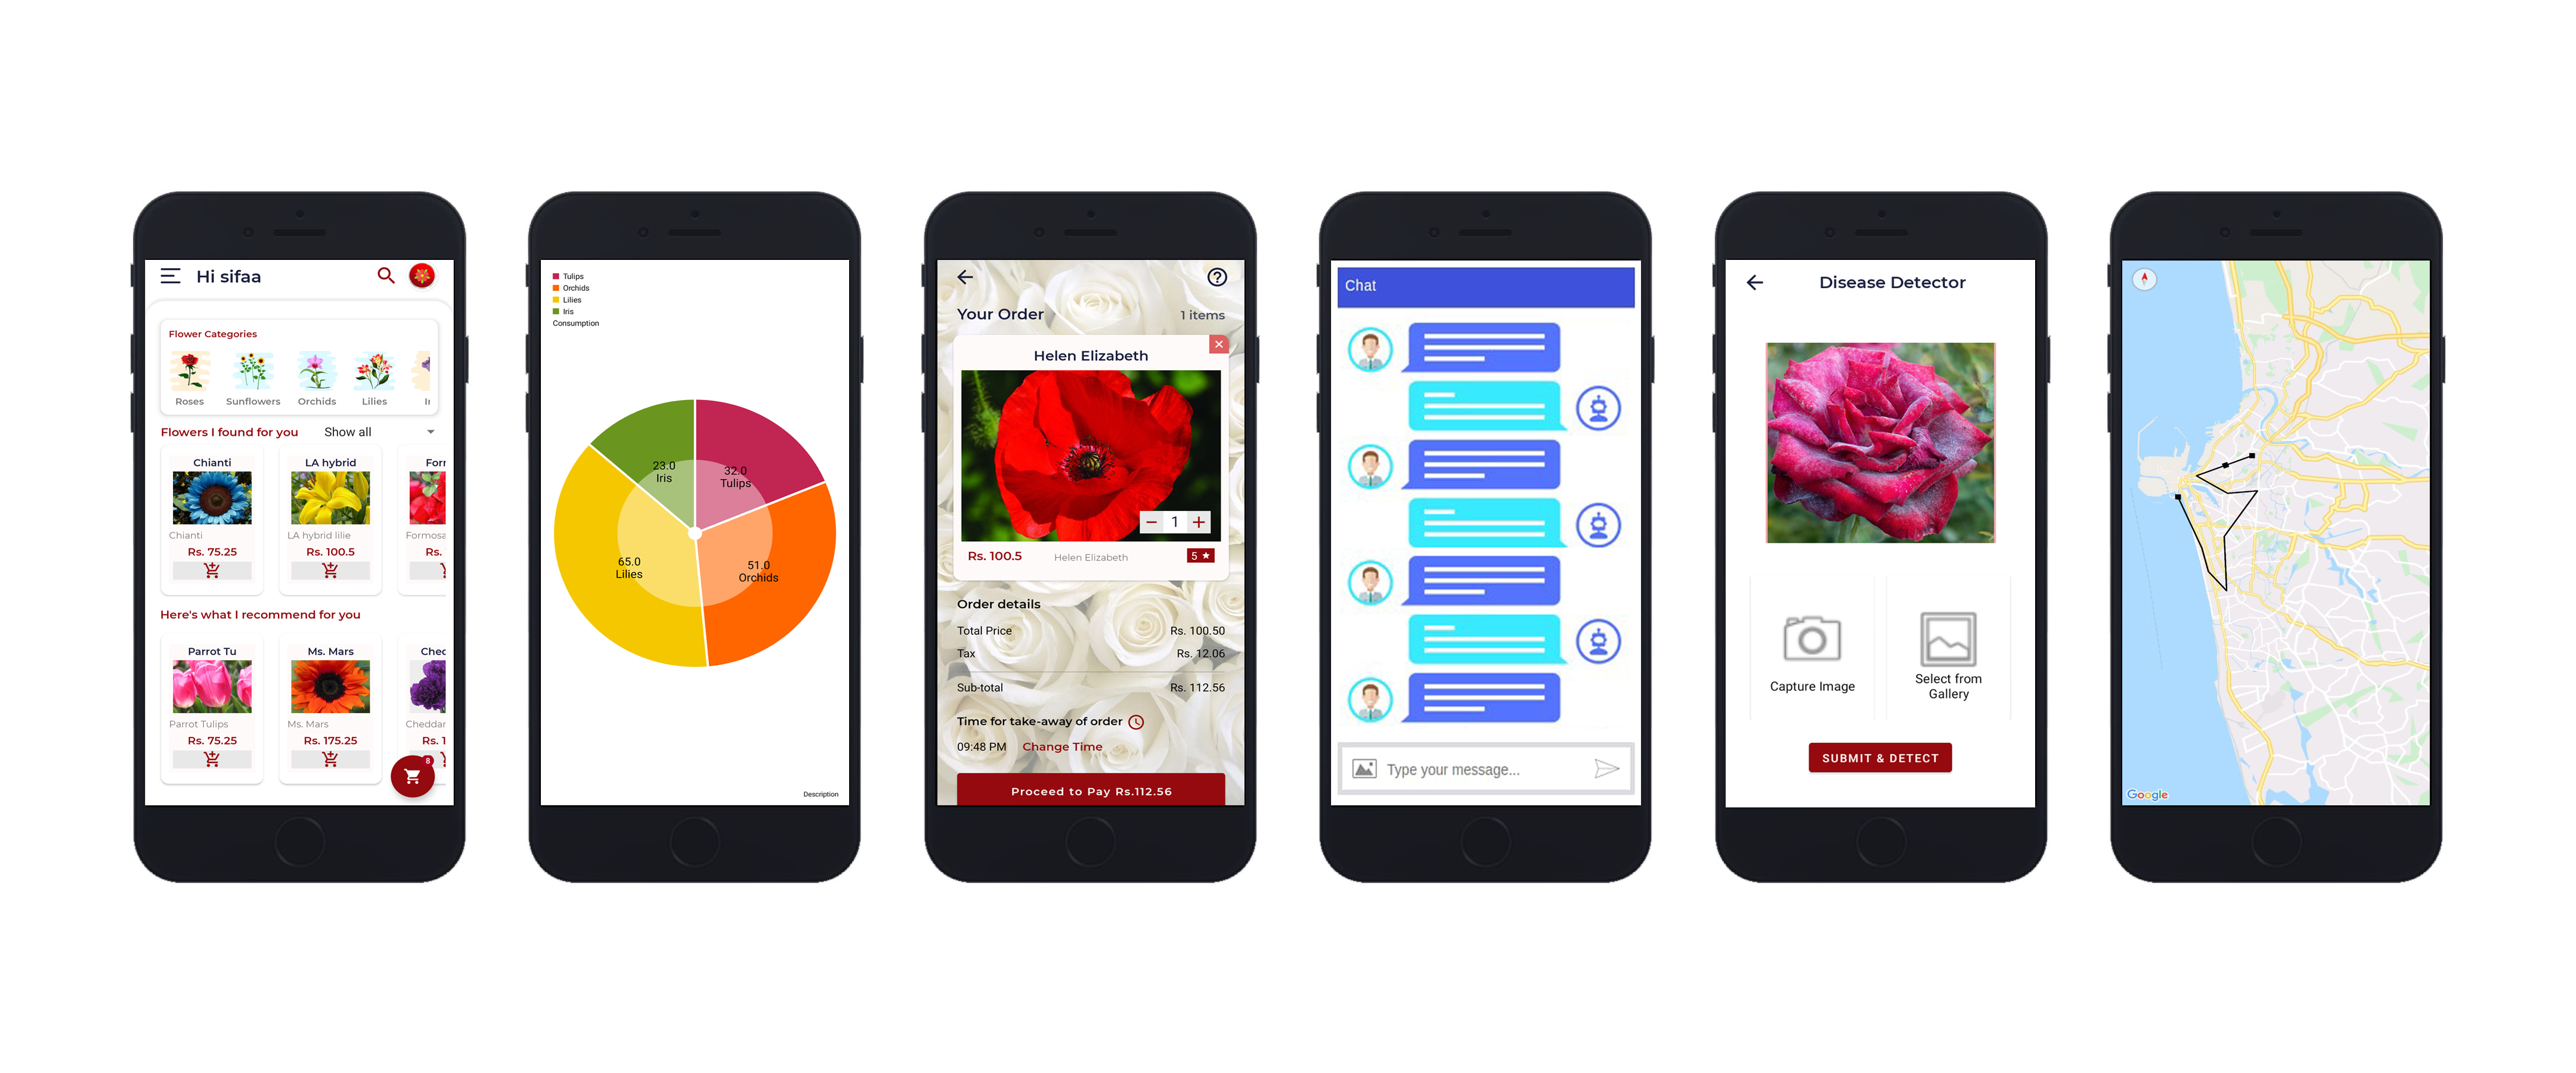 Hi sifaa
Flower Categories
Roses Sunflowers Orchids Lilies
Flowers I found for you Show all
Chianti LA hybrid
Chianti LA hybrid lilie Formosa
Rs. 75.25 Rs. 100.5 Rs.
Here's what I recommend for you
Parrot Tu Ms. Mars
Parrot Tulips Ms. Mars Cheddar
Rs. 75.25 Rs. 175.25 Rs. 1
8
Tulips
Orchids
Lilies
Iris
Consumption
23.0
Iris
32.0
Tulips
65.0
Lilies
51.0
Orchids
Description
Your Order 1 items
Helen Elizabeth
1
Rs. 100.5 Helen Elizabeth 5
Order details
Total Price Rs. 100.50
Tax Rs. 12.06
Sub-total Rs. 112.56
Time for take-away of order
09:48 PM Change Time
Proceed to Pay Rs.112.56
Chat
Type your message...
Disease Detector
Capture Image
Select from
Gallery
SUBMIT & DETECT
Google